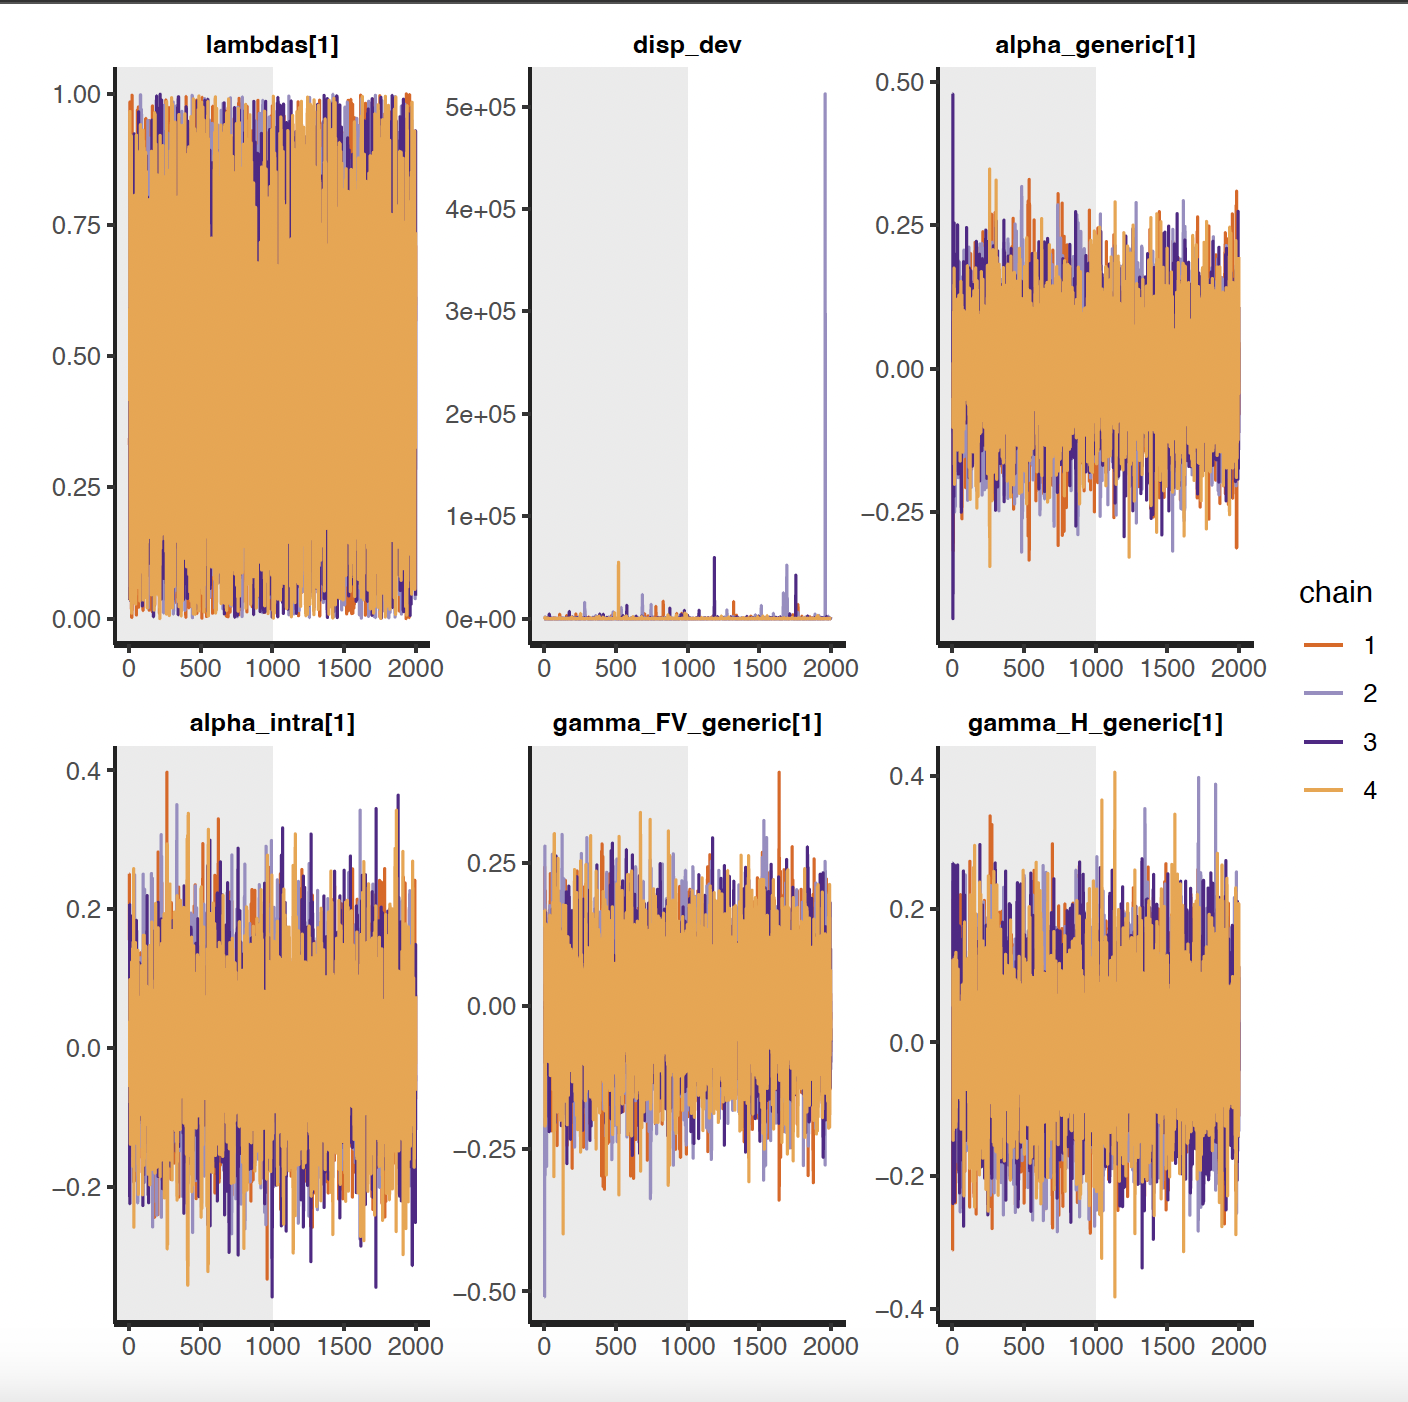 lambdas[1] disp_dev alpha_generic[1]
1.00
0.75
0.50
0.25
0.00
0 500 1000 1500 2000
5e+05
4e+05
3e+05
2e+05
1e+05
0e+00
0 500 1000 1500 2000
0.50
0.25
0.00
−0.25
0 500 1000 1500 2000
alpha_intra[1] gamma_FV_generic[1] gamma_H_generic[1]
0.4
0.2
0.0
−0.2
0 500 1000 1500 2000
0.25
0.00
−0.25
−0.50
0 500 1000 1500 2000
0.4
0.2
0.0
−0.2
−0.4
0 500 1000 1500 2000
chain
1
2
3
4